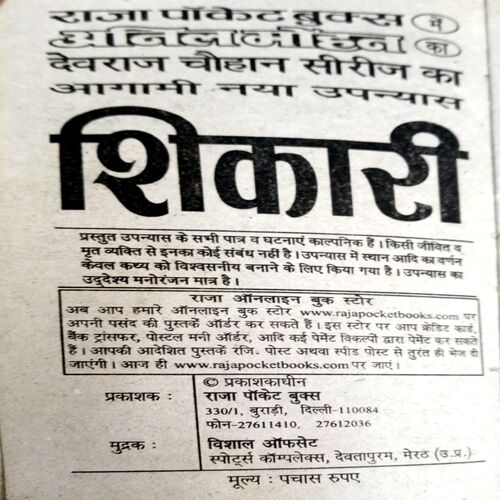 राजा पॉकेट बुक्स में
अनिल मोहन का
देवराज चौहान सीरीज का
आगामी नया उपन्यास
शिकारी
प्रस्तुत उपन्यास के सभी पात्र व घटनाएं काल्पनिक हैं। किसी जीवित व
मृत व्यक्ति से इनका कोई संबंध नहीं है। उपन्यास में स्थान आदि का वर्णन
केवल कथ्य को विश्वसनीय बनाने के लिए किया गया है। उपन्यास का
उद्देश्य मनोरंजन मात्र है।
राजा ऑनलाइन बुक स्टोर
अब आप हमारे ऑनलाइन बुक स्टोर www.rajapocketbooks.com पर
अपनी पसंद की पुस्तकें ऑर्डर कर सकते हैं। इस स्टोर पर आप क्रेडिट कार्ड,
बैंक ट्रांसफर, पोस्टल मनी ऑर्डर, आदि कई पेमेंट विकल्पों द्वारा पेमेंट कर सकते
हैं। आपकी आदेशित पुस्तकें रजि. पोस्ट अथवा स्पीड पोस्ट से तुरंत ही भेज दी
जाएंगी। आज ही www.rajapocketbooks.com पर जाएं।
© प्रकाशकाधीन
प्रकाशक : राजा पॉकेट बुक्स
330/1, बुराड़ी, दिल्ली-110084
फोन-27611410, 27612036
मुद्रक : विशाल ऑफसेट
स्पोर्ट्स कॉम्पलेक्स, देवतापुरम, मेरठ (उ.प्र.)
मूल्य : पचास रुपए